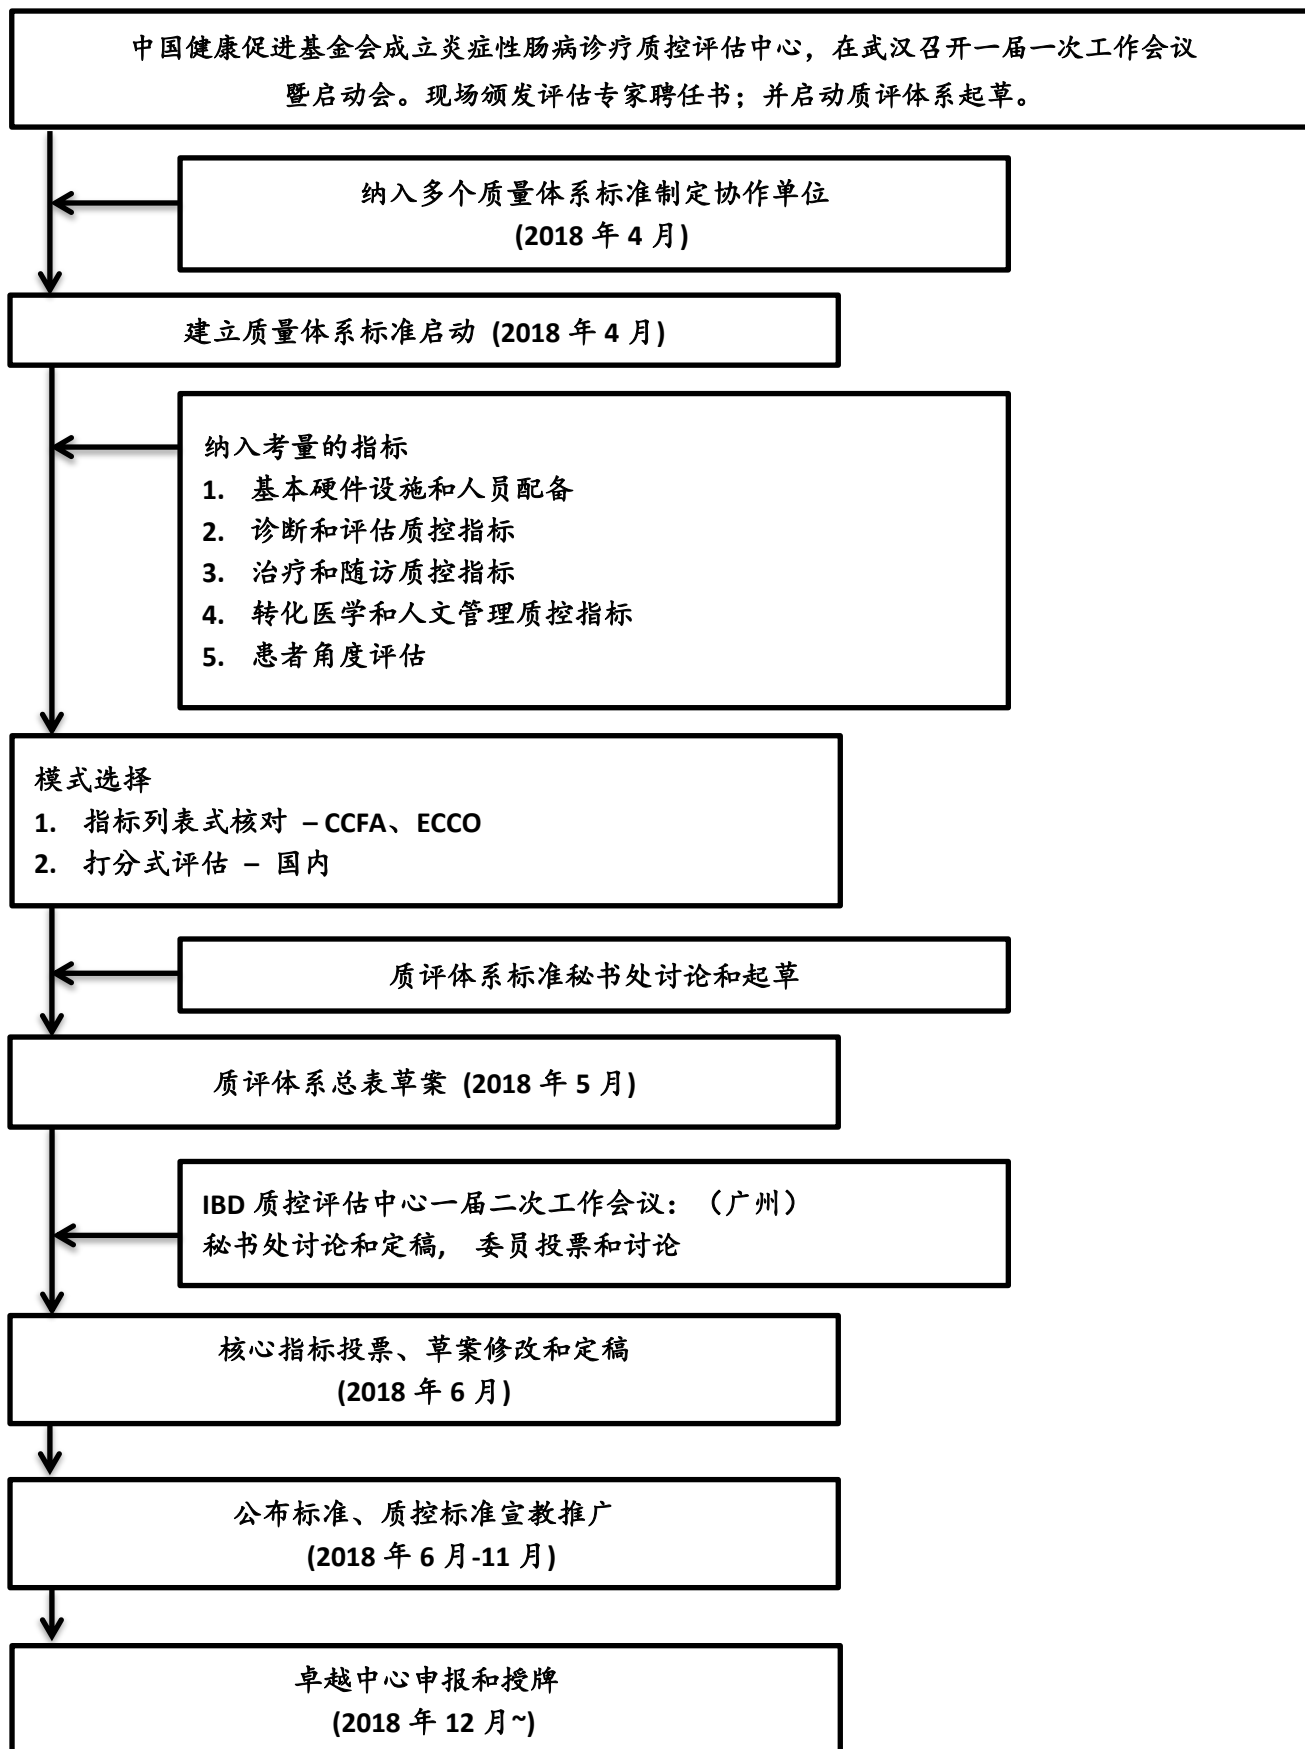 中国健康促进基金会成立炎症性肠病诊疗质控评估中心，在武汉召开一届一次工作会议
暨启动会。现场颁发评估专家聘任书；并启动质评体系起草。
纳入多个质量体系标准制定协作单位
(2018 年 4 月)
建立质量体系标准启动 (2018 年 4 月)
纳入考量的指标
1. 基本硬件设施和人员配备
2. 诊断和评估质控指标
3. 治疗和随访质控指标
4. 转化医学和人文管理质控指标
5. 患者角度评估
模式选择
1. 指标列表式核对 – CCFA、ECCO
2. 打分式评估 – 国内
质评体系标准秘书处讨论和起草
质评体系总表草案 (2018 年 5 月)
IBD 质控评估中心一届二次工作会议：（广州）
秘书处讨论和定稿， 委员投票和讨论
核心指标投票、草案修改和定稿
(2018 年 6 月)
公布标准、质控标准宣教推广
(2018 年 6 月-11 月)
卓越中心申报和授牌
(2018 年 12 月~)